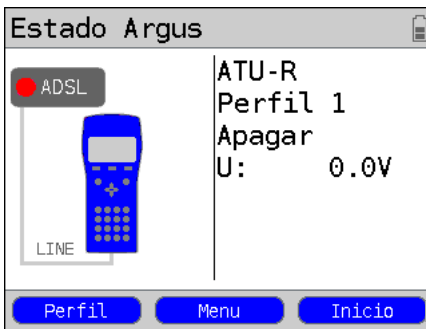 Estado Argus
ADSL
LINE
ATU-R
Perfil 1
Apagar
U: 0.0V
Perfil
Menu
Inicio